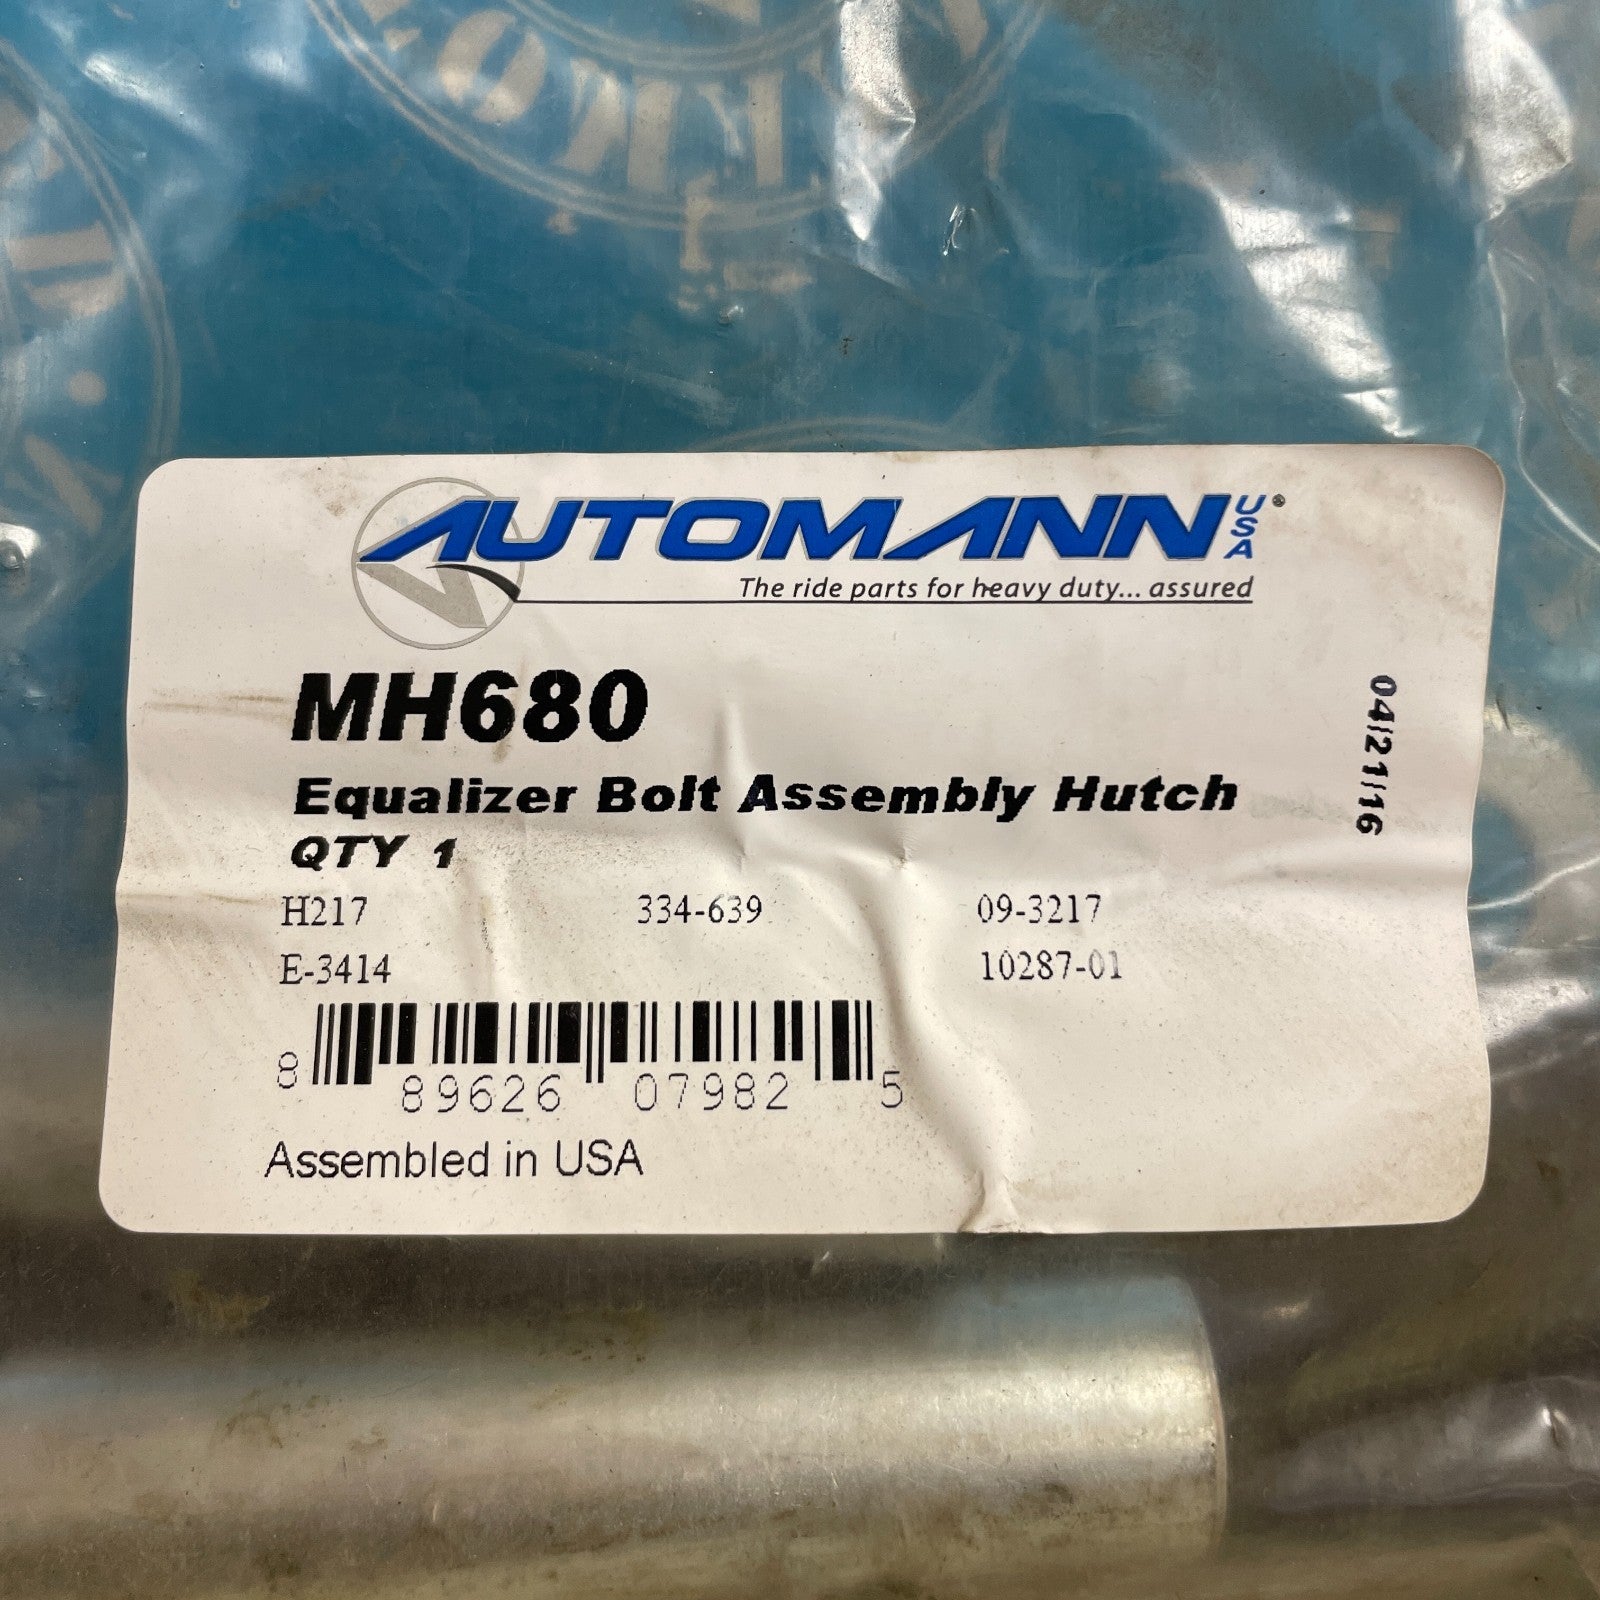 AUTOMANN USA®
The ride parts for heavy duty... assured
MH680
04/21/16
Equalizer Bolt Assembly Hutch
QTY 1
H217 334-639 09-3217
E-3414 10287-01
8 89626 07982 5
Assembled in USA